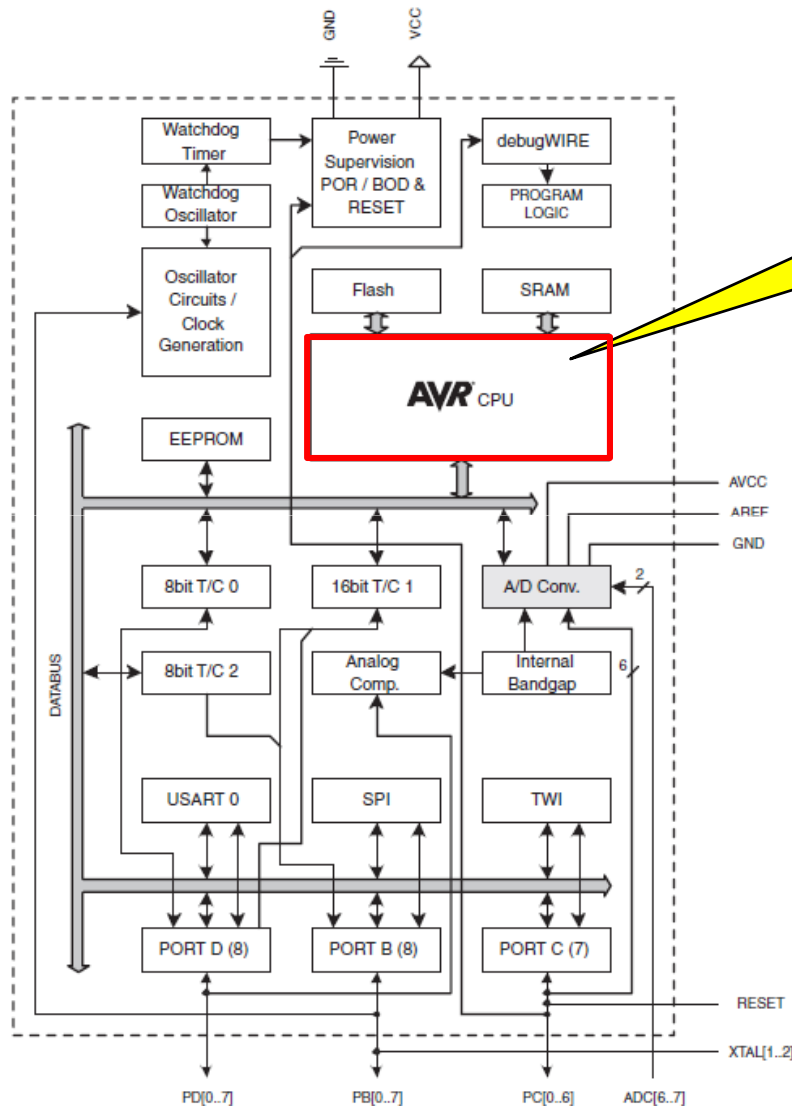 GND
VCC
Watchdog
Timer
Power
Supervision
POR / BOD &
RESET
debugWIRE
Watchdog
Oscillator
PROGRAM
LOGIC
Oscillator
Circuits /
Clock
Generation
Flash
SRAM
AVR CPU
EEPROM
AVCC
AREF
GND
8bit T/C 0
16bit T/C 1
A/D Conv.
2
8bit T/C 2
Analog
Comp.
Internal
Bandgap
6
DATABUS
USART 0
SPI
TWI
PORT D (8)
PORT B (8)
PORT C (7)
RESET
XTAL[1..2]
PD[0..7]
PB[0..7]
PC[0..6]
ADC[6..7]